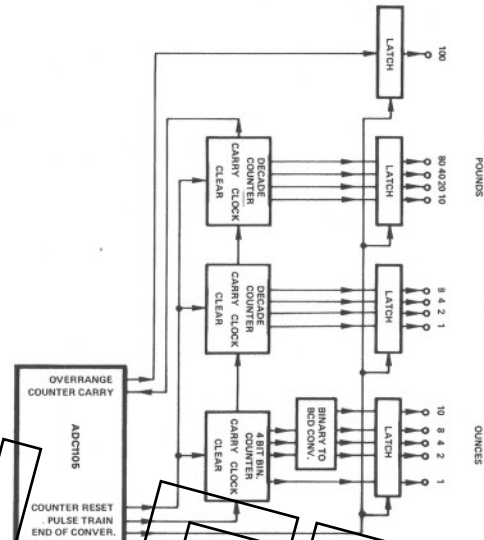 POUNDS
OUNCES
100
80 40 20 10
8 4 2 1
10 8 4 2 1
LATCH
LATCH
LATCH
LATCH
BINARY TO
BCD CONV.
DECADE
COUNTER
CARRY CLOCK
CLEAR
DECADE
COUNTER
CARRY CLOCK
CLEAR
4 BIT BIN.
COUNTER
CARRY CLOCK
CLEAR
OVERRANGE
COUNTER CARRY
ADC1105
COUNTER RESET
PULSE TRAIN
END OF CONVER.